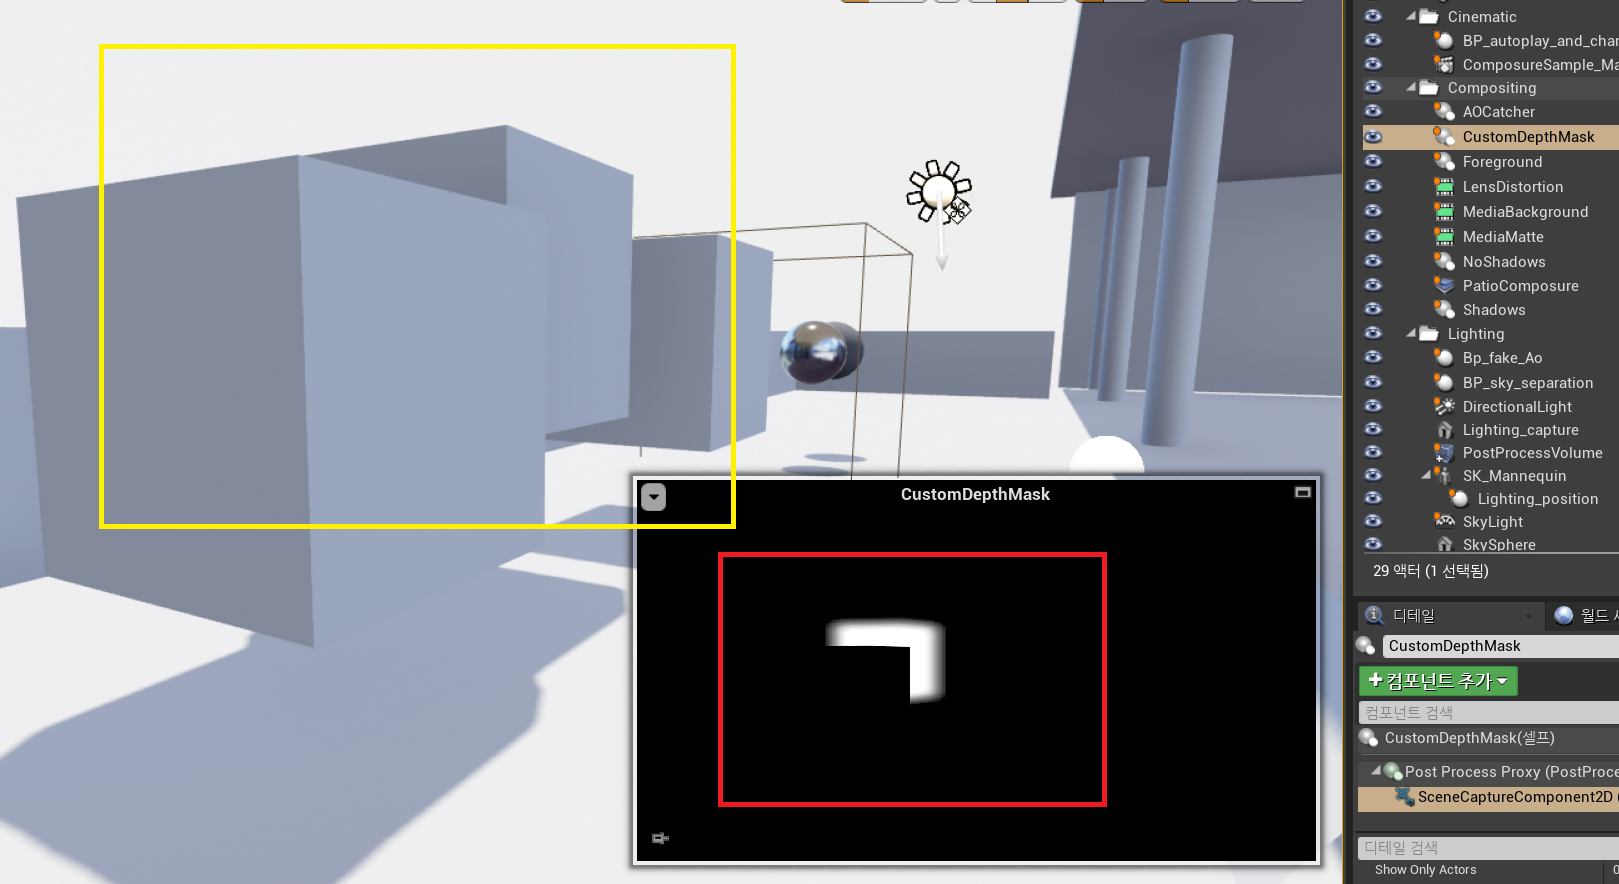 Cinematic
BP_autoplay_and_char
ComposureSample_Ma
Compositing
AOCatcher
CustomDepthMask
Foreground
LensDistortion
MediaBackground
MediaMatte
NoShadows
PatioComposure
Shadows
Lighting
Bp_fake_Ao
BP_sky_separation
DirectionalLight
Lighting_capture
PostProcessVolume
SK_Mannequin
Lighting_position
SkyLight
SkySphere
29 액터 (1 선택됨)
CustomDepthMask
디테일
월드 세
CustomDepthMask
+컴포넌트 추가
컴포넌트 검색
CustomDepthMask(셀프)
Post Process Proxy (PostProce
SceneCaptureComponent2D (
디테일 검색
Show Only Actors